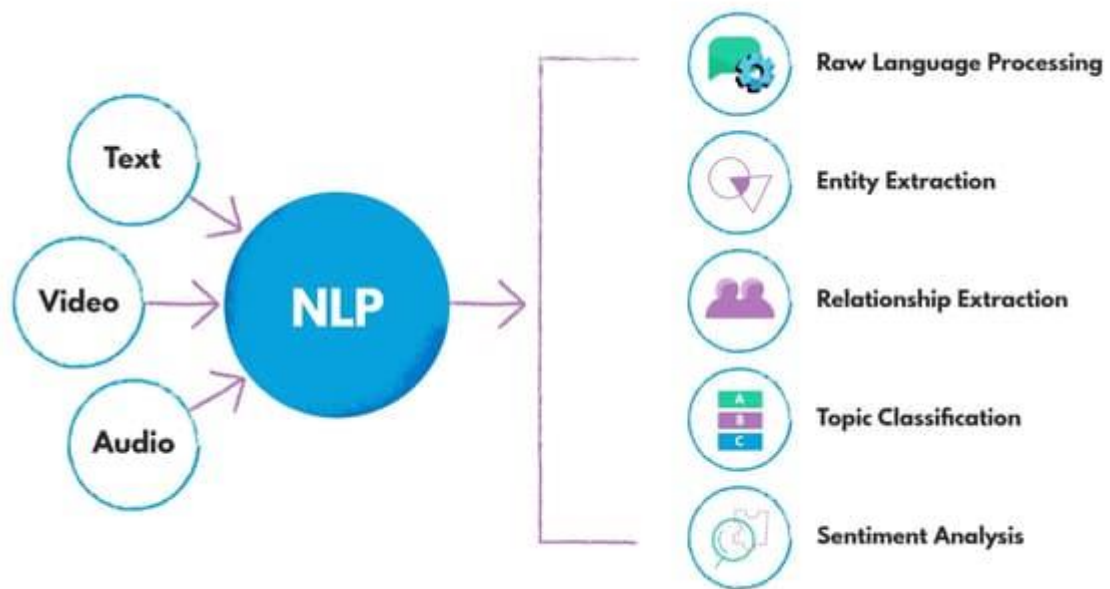 Text
Video
Audio
NLP
Raw Language Processing
Entity Extraction
Relationship Extraction
A
B
C
Topic Classification
Sentiment Analysis